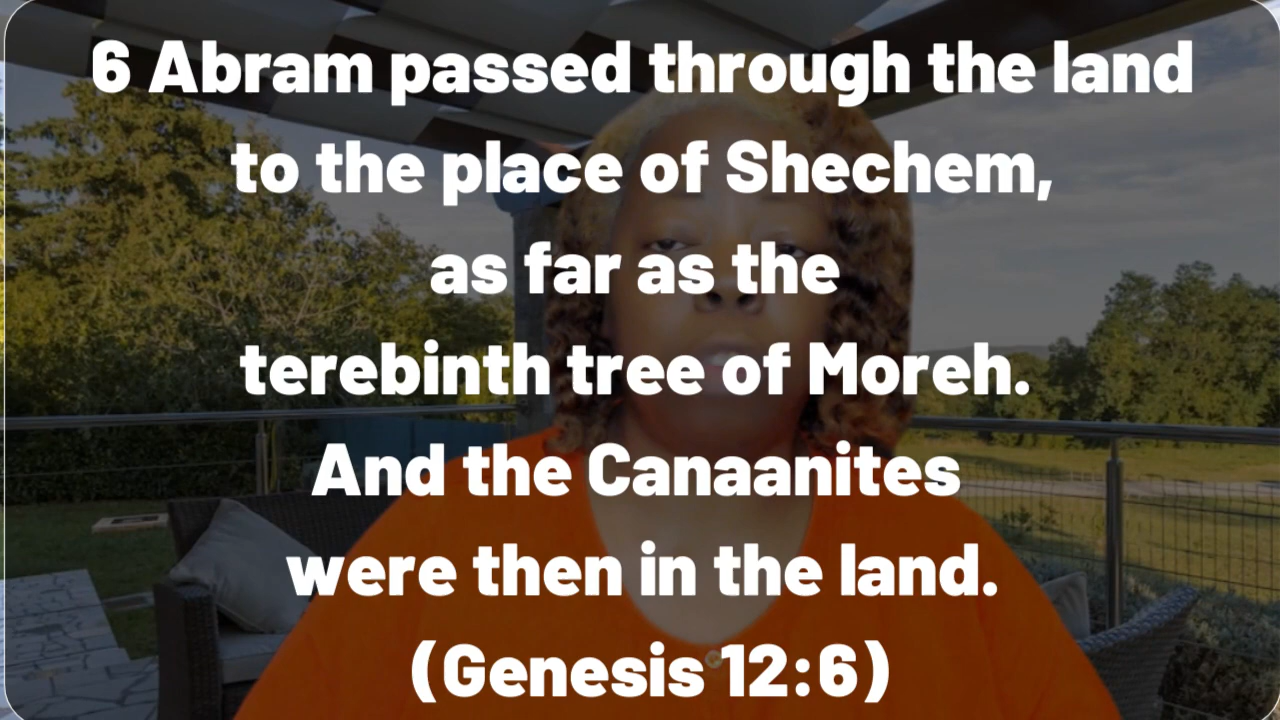 6 Abram passed through the land
to the place of Shechem,
as far as the
terebinth tree of Moreh.
And the Canaanites
were then in the land.
(Genesis 12:6)